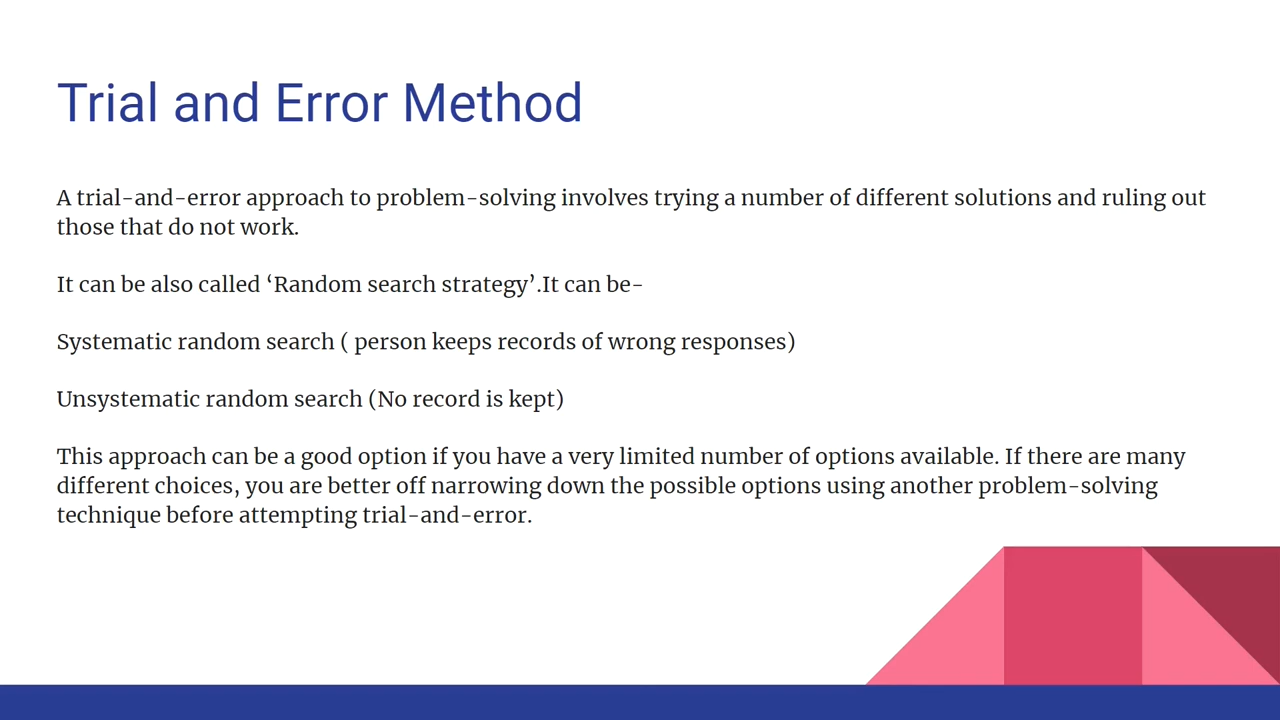 Trial and Error Method
A trial-and-error approach to problem-solving involves trying a number of different solutions and ruling out
those that do not work.
It can be also called ‘Random search strategy’.It can be-
Systematic random search ( person keeps records of wrong responses)
Unsystematic random search (No record is kept)
This approach can be a good option if you have a very limited number of options available. If there are many
different choices, you are better off narrowing down the possible options using another problem-solving
technique before attempting trial-and-error.